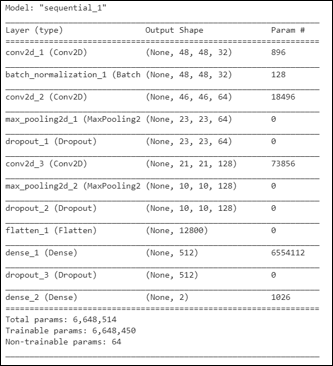 Model: "sequential_1"
Layer (type) Output Shape Param #
conv2d_1 (Conv2D) (None, 48, 48, 32) 896
batch_normalization_1 (Batch (None, 48, 48, 32) 128
conv2d_2 (Conv2D) (None, 46, 46, 64) 18496
max_pooling2d_1 (MaxPooling2 (None, 23, 23, 64) 0
dropout_1 (Dropout) (None, 23, 23, 64) 0
conv2d_3 (Conv2D) (None, 21, 21, 128) 73856
max_pooling2d_2 (MaxPooling2 (None, 10, 10, 128) 0
dropout_2 (Dropout) (None, 10, 10, 128) 0
flatten_1 (Flatten) (None, 12800) 0
dense_1 (Dense) (None, 512) 6554112
dropout_3 (Dropout) (None, 512) 0
dense_2 (Dense) (None, 2) 1026
Total params: 6,648,514
Trainable params: 6,648,450
Non-trainable params: 64